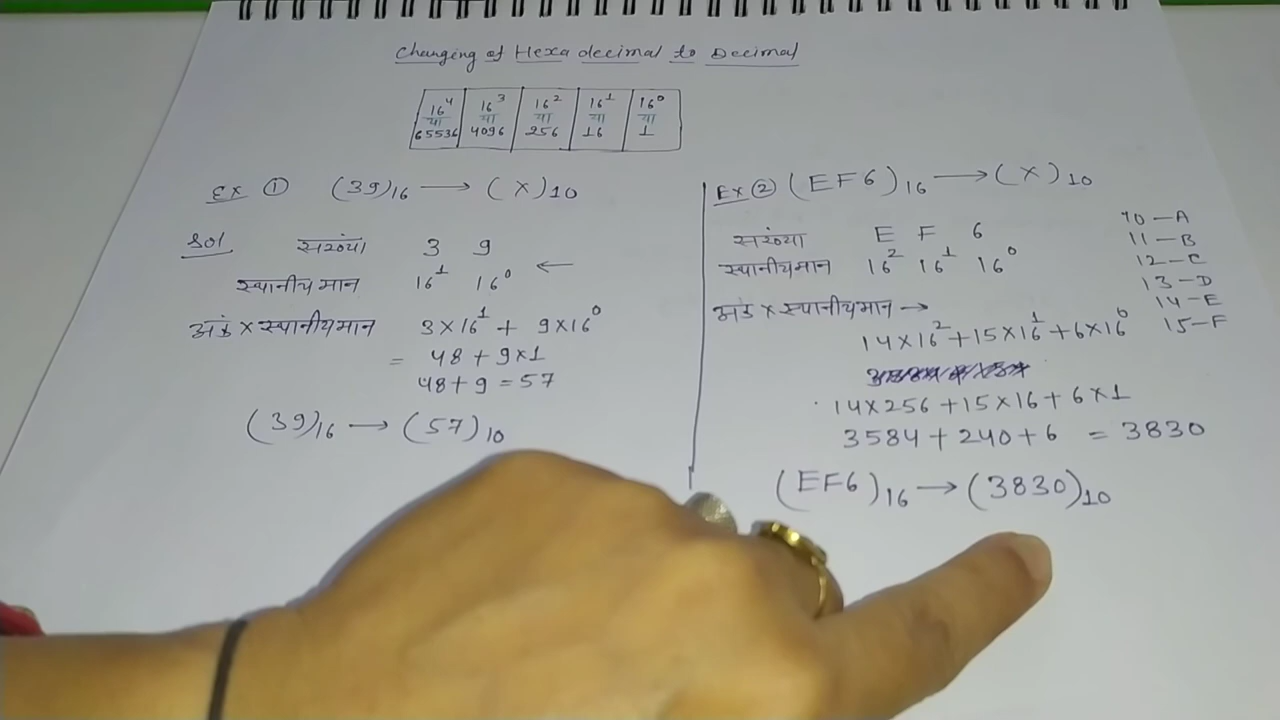 Changing of Hexa decimal to Decimal
16⁴ 16³ 16² 16¹ 16⁰
या या या या या
65536 4096 256 16 1
Ex ① (39)₁₆ → (X)₁₀
Sol संख्या 3 9
स्थानीयमान 16¹ 16⁰ ←
अंक × स्थानीयमान 3×16¹ + 9×16⁰
= 48 + 9×1
48 + 9 = 57
(39)₁₆ → (57)₁₀
Ex ② (EF6)₁₆ → (X)₁₀
संख्या E F 6
स्थानीयमान 16² 16¹ 16⁰
अंक × स्थानीयमान →
14×16² + 15×16¹ + 6×16⁰
14×256 + 15×16 + 6×1
3584 + 240 + 6 = 3830
(EF6)₁₆ → (3830)₁₀
10 – A
11 – B
12 – C
13 – D
14 – E
15 – F